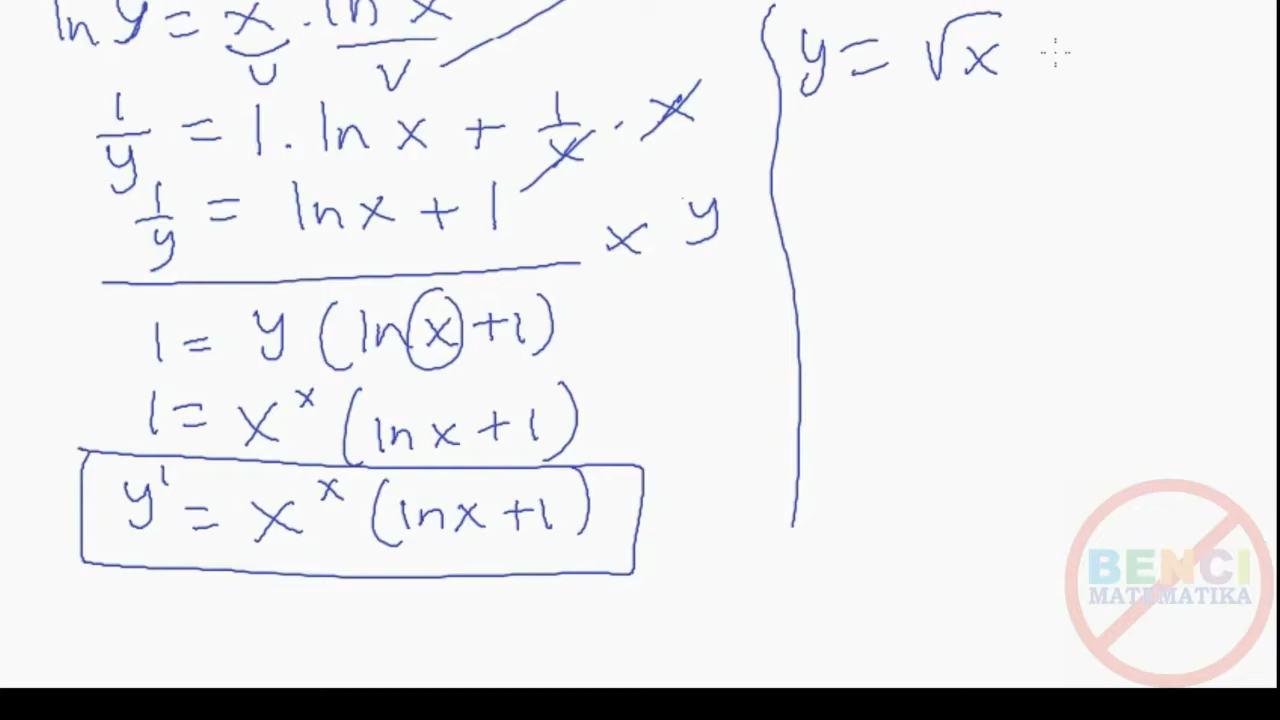 ln y = x . ln x
U V
1/y = 1 . ln x + 1/x . x
1/y = ln x + 1
x y
1 = y (ln x + 1)
1 = x^x (ln x + 1)
y' = x^x (ln x + 1)
y = √x
BENCI
MATEMATIKA